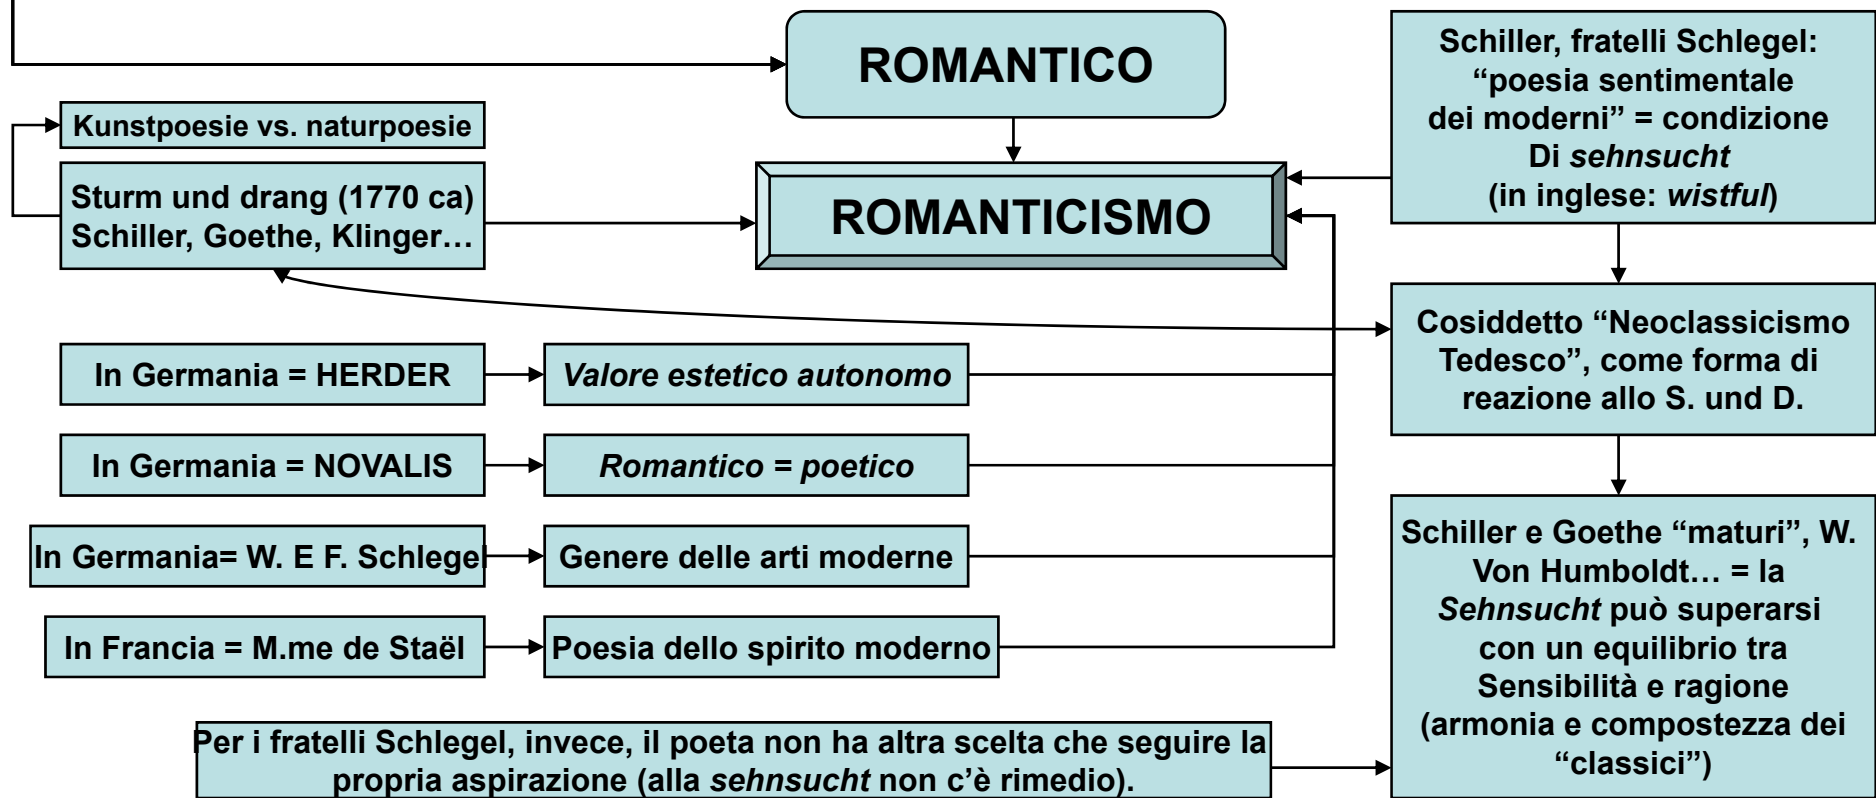 ROMANTICO
Schiller, fratelli Schlegel:
“poesia sentimentale
dei moderni” = condizione
Di sehnsucht
(in inglese: wistful)
Kunstpoesie vs. naturpoesie
Sturm und drang (1770 ca)
Schiller, Goethe, Klinger…
ROMANTICISMO
Cosiddetto “Neoclassicismo
Tedesco”, come forma di
reazione allo S. und D.
In Germania = HERDER
Valore estetico autonomo
In Germania = NOVALIS
Romantico = poetico
In Germania= W. E F. Schlegel
Genere delle arti moderne
In Francia = M.me de Staël
Poesia dello spirito moderno
Schiller e Goethe “maturi”, W.
Von Humboldt… = la
Sehnsucht può superarsi
con un equilibrio tra
Sensibilità e ragione
(armonia e compostezza dei
“classici”)
Per i fratelli Schlegel, invece, il poeta non ha altra scelta che seguire la
propria aspirazione (alla sehnsucht non c’è rimedio).